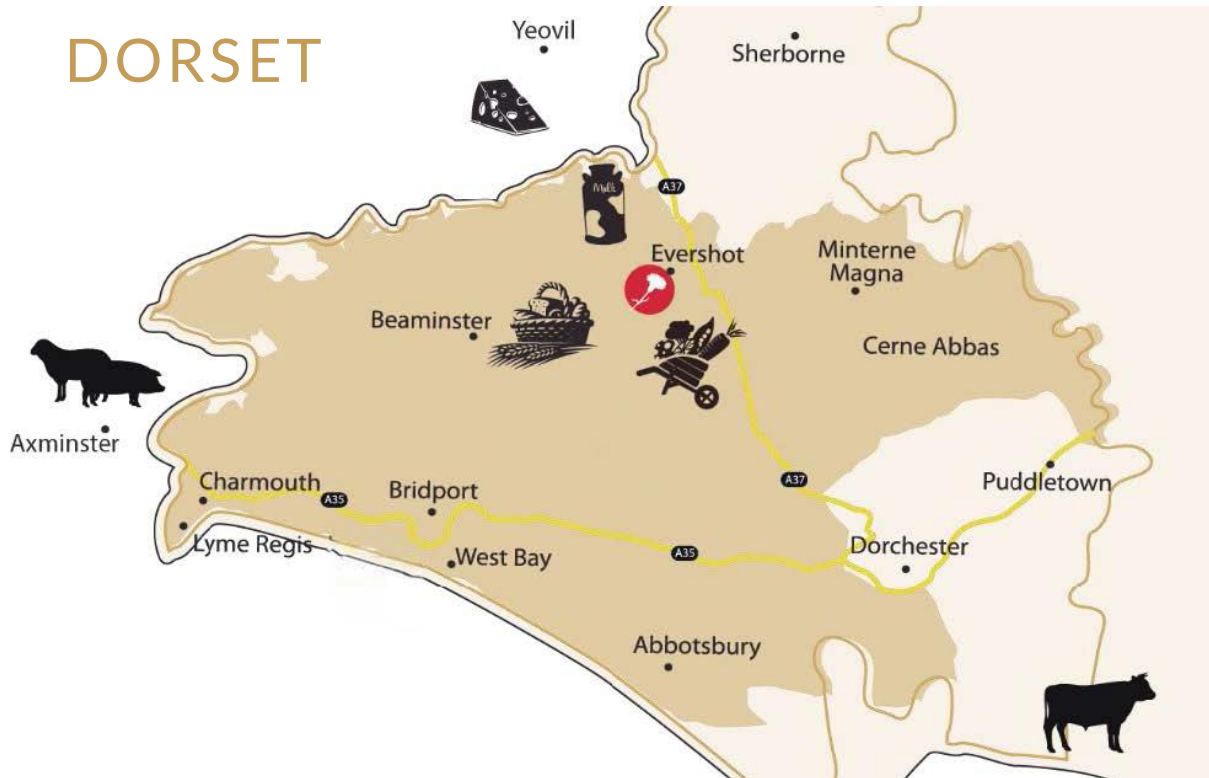 DORSET
Yeovil
Sherborne
Milk
A37
Evershot
Minterne
Magna
Beaminster
Cerne Abbas
Axminster
Charmouth
A35
Bridport
A37
Puddletown
Lyme Regis
West Bay
A35
Dorchester
Abbotsbury